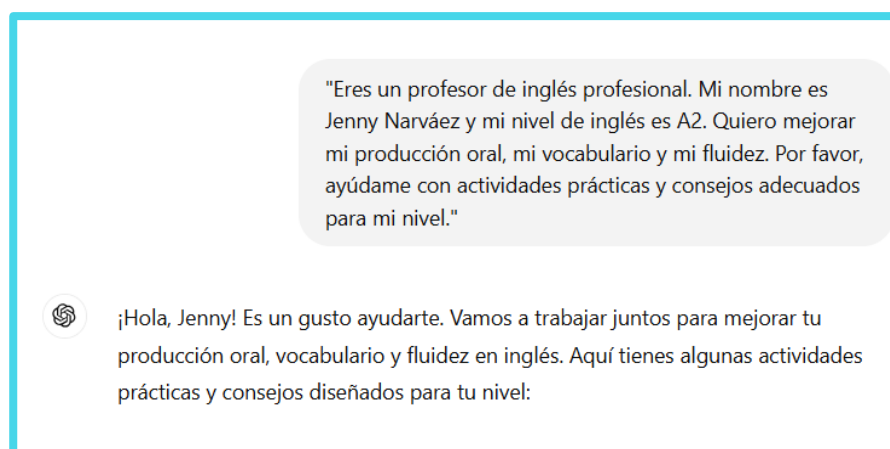 "Eres un profesor de inglés profesional. Mi nombre es
Jenny Narváez y mi nivel de inglés es A2. Quiero mejorar
mi producción oral, mi vocabulario y mi fluidez. Por favor,
ayúdame con actividades prácticas y consejos adecuados
para mi nivel."
¡Hola, Jenny! Es un gusto ayudarte. Vamos a trabajar juntos para mejorar tu
producción oral, vocabulario y fluidez en inglés. Aquí tienes algunas actividades
prácticas y consejos diseñados para tu nivel: